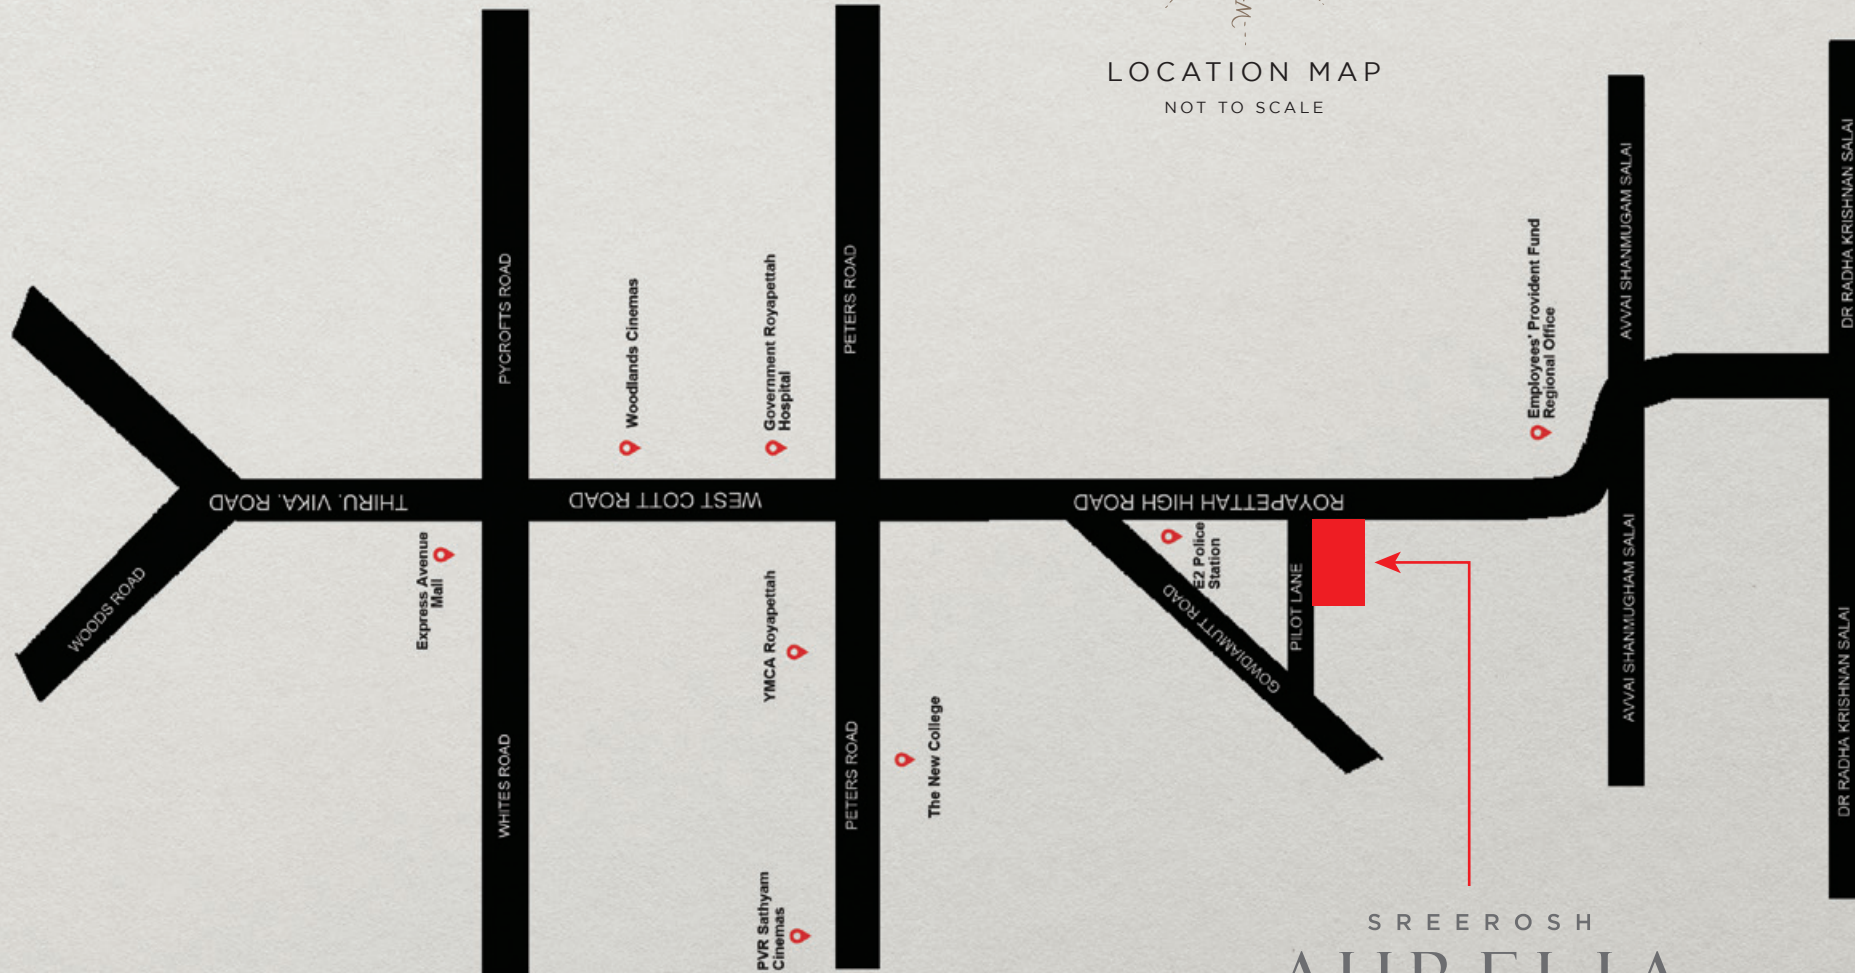 LOCATION MAP
NOT TO SCALE
PYCROFTS ROAD
Woodlands Cinemas
Government Royapettah
Hospital
PETERS ROAD
Employees' Provident Fund
Regional Office
AVVAI SHANMUGAM SALAI
DR RADHA KRISHNAN SALAI
THIRU. VIKA. ROAD
WEST COTT ROAD
ROYAPETTAH HIGH ROAD
WOODS ROAD
Express Avenue
Mall
YMCA Royapettah
E2 Police
Station
GOWDIAMUTT ROAD
PILOT LANE
AVVAI SHANMUGHAM SALAI
DR RADHA KRISHNAN SALAI
WHITES ROAD
PETERS ROAD
The New College
PVR Sathyam
Cinemas
SREEROSH
AURELIA